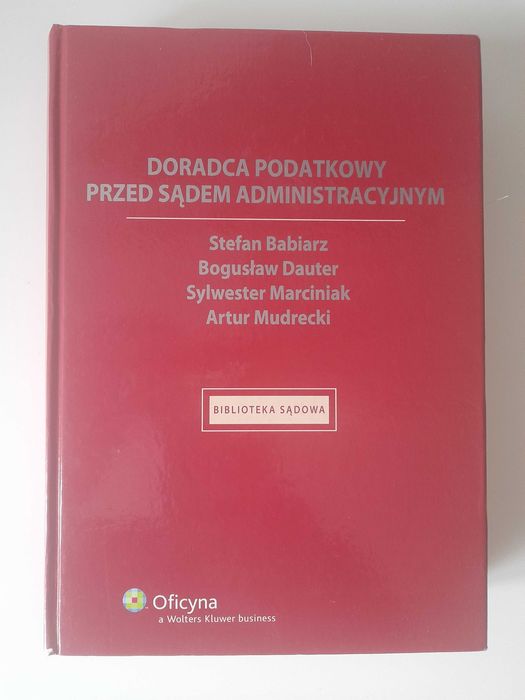 DORADCA PODATKOWY
PRZED SĄDEM ADMINISTRACYJNYM
Stefan Babiarz
Bogusław Dauter
Sylwester Marciniak
Artur Mudrecki
BIBLIOTEKA SĄDOWA
Oficyna
a Wolters Kluwer business